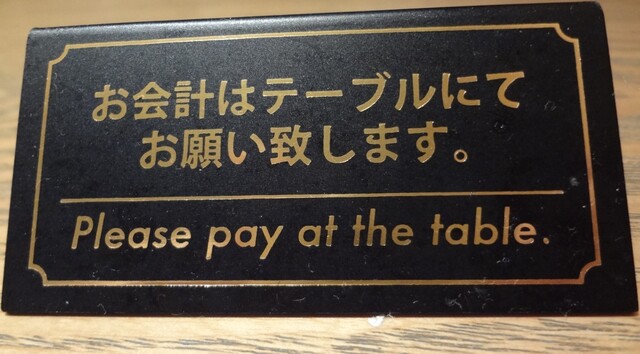 お会計はテーブルにて
お願い致します。
Please pay at the table.